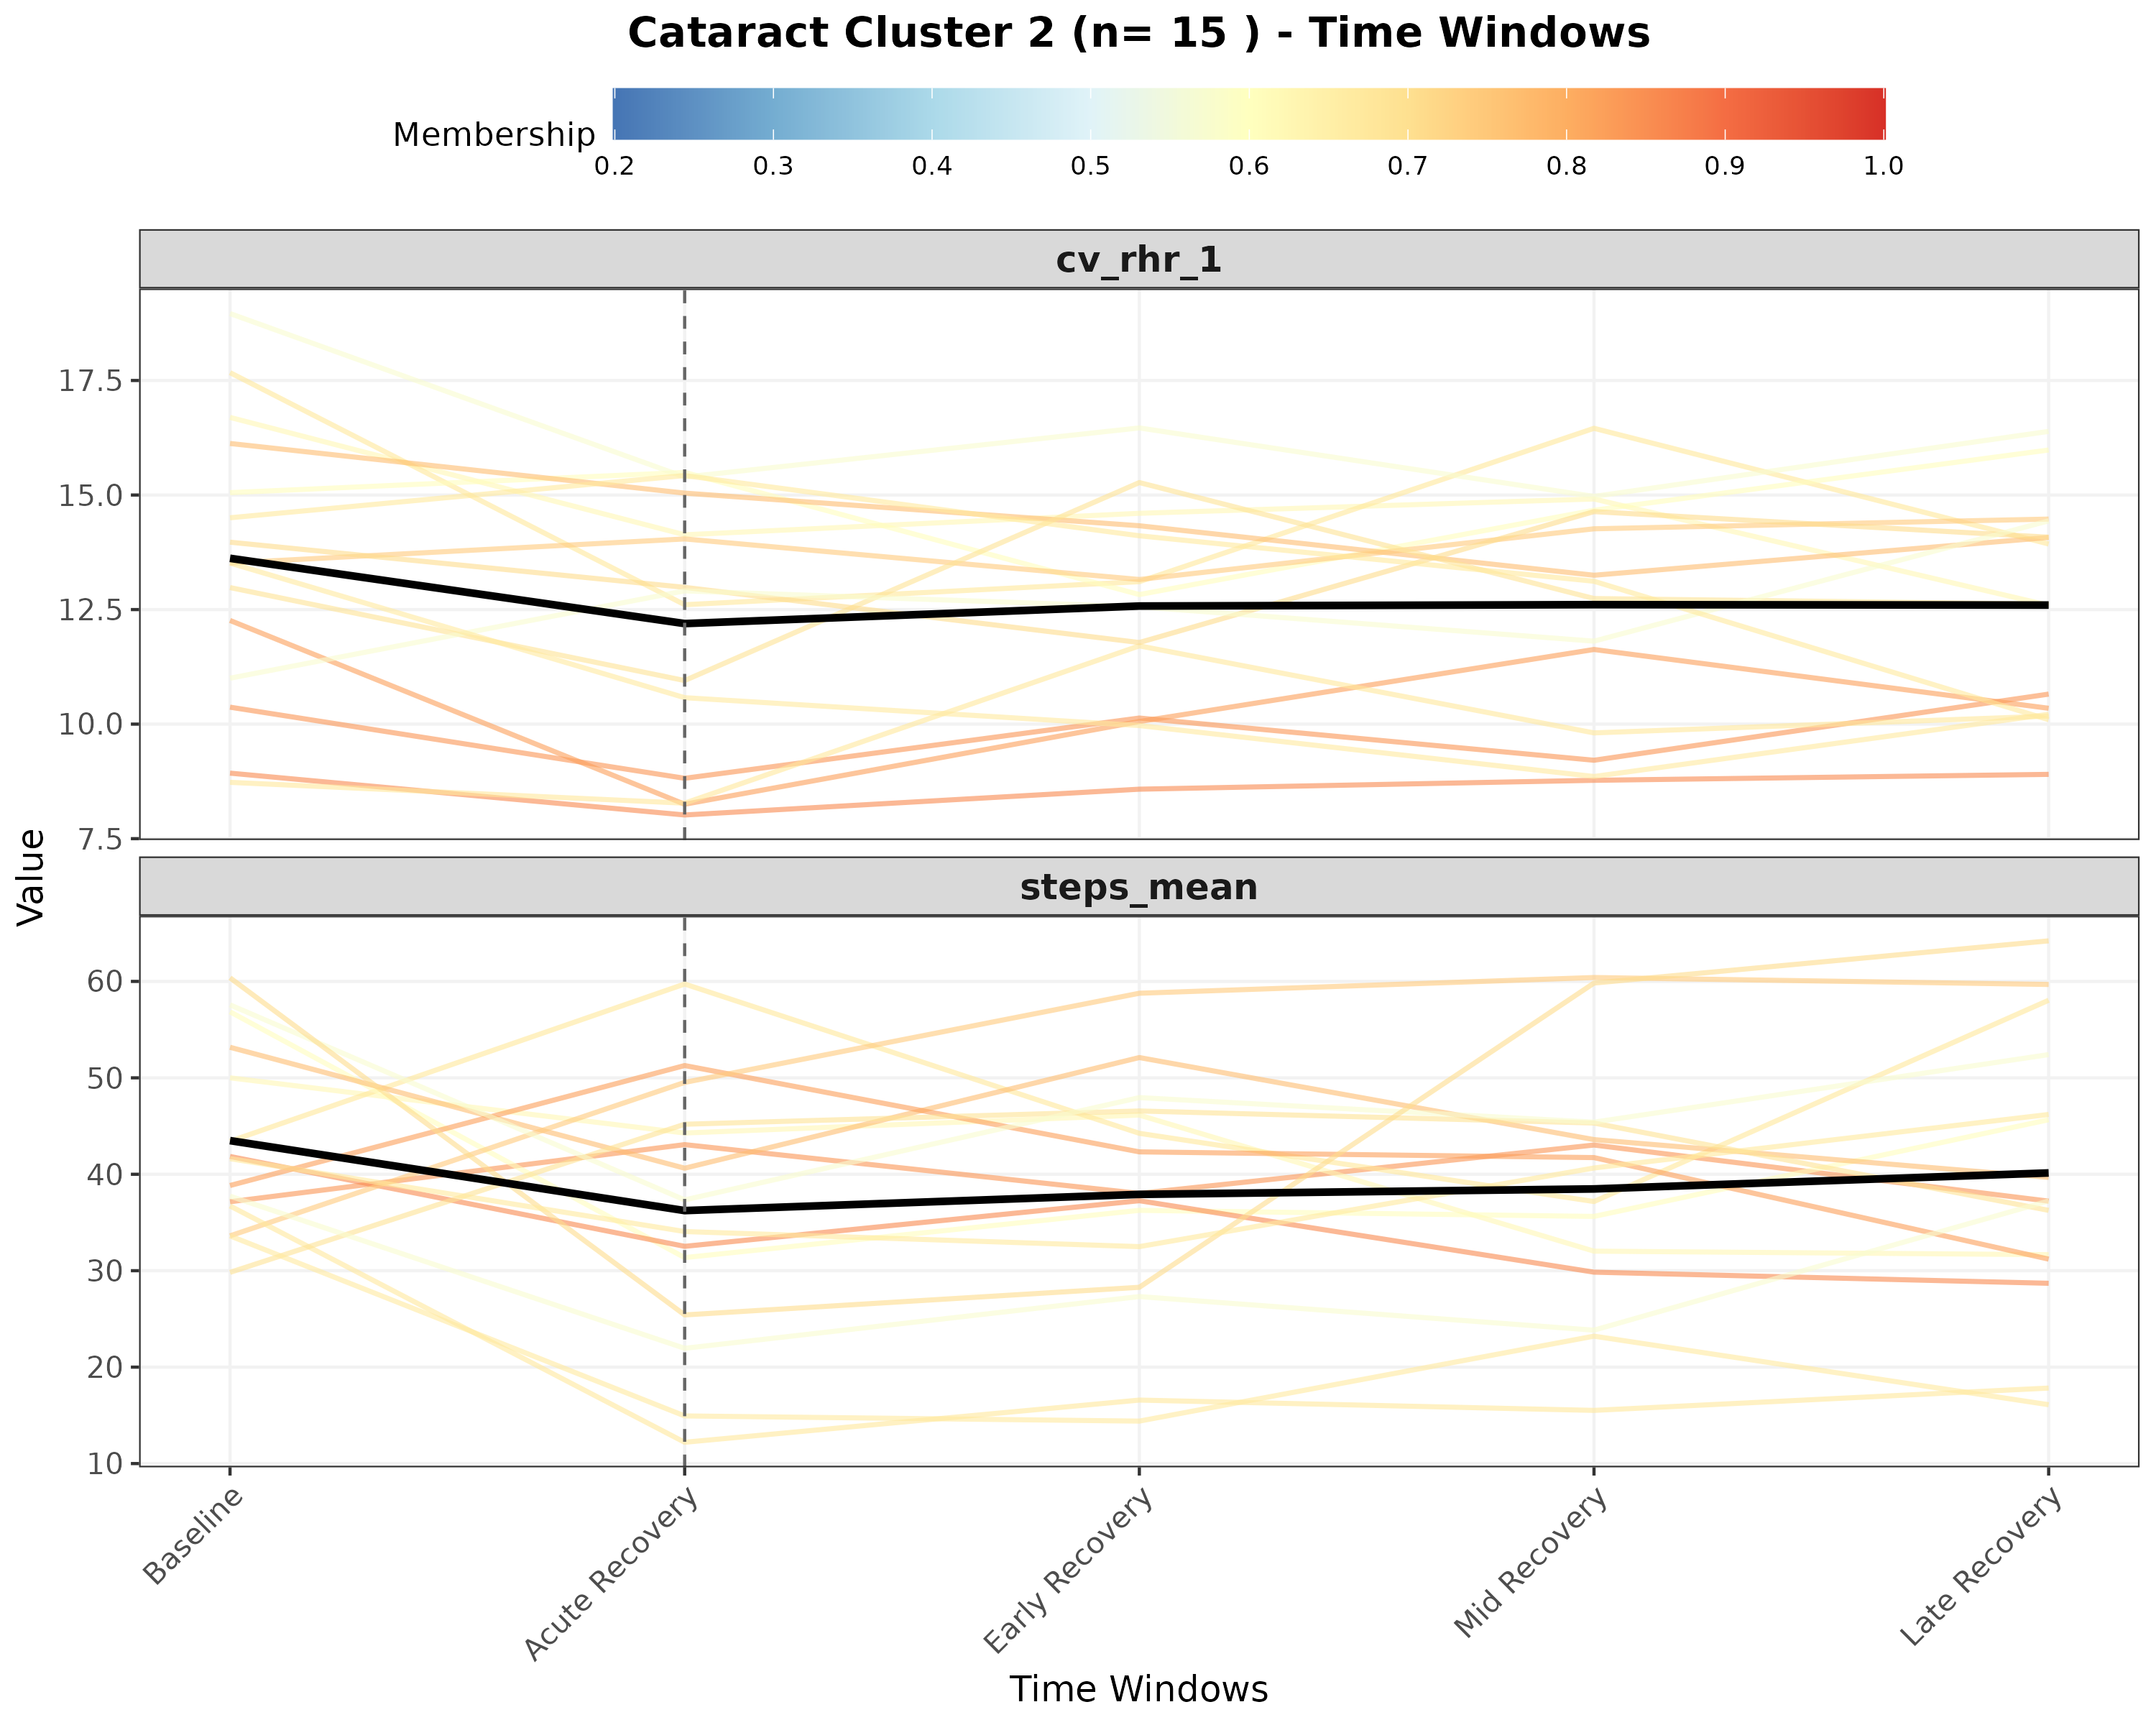 Cataract Cluster 2 (n= 15 ) - Time Windows
Membership
0.2 0.3 0.4 0.5 0.6 0.7 0.8 0.9 1.0
cv_rhr_1
17.5
15.0
12.5
10.0
7.5
Value
steps_mean
60
50
40
30
20
10
Baseline
Acute Recovery
Early Recovery
Mid Recovery
Late Recovery
Time Windows